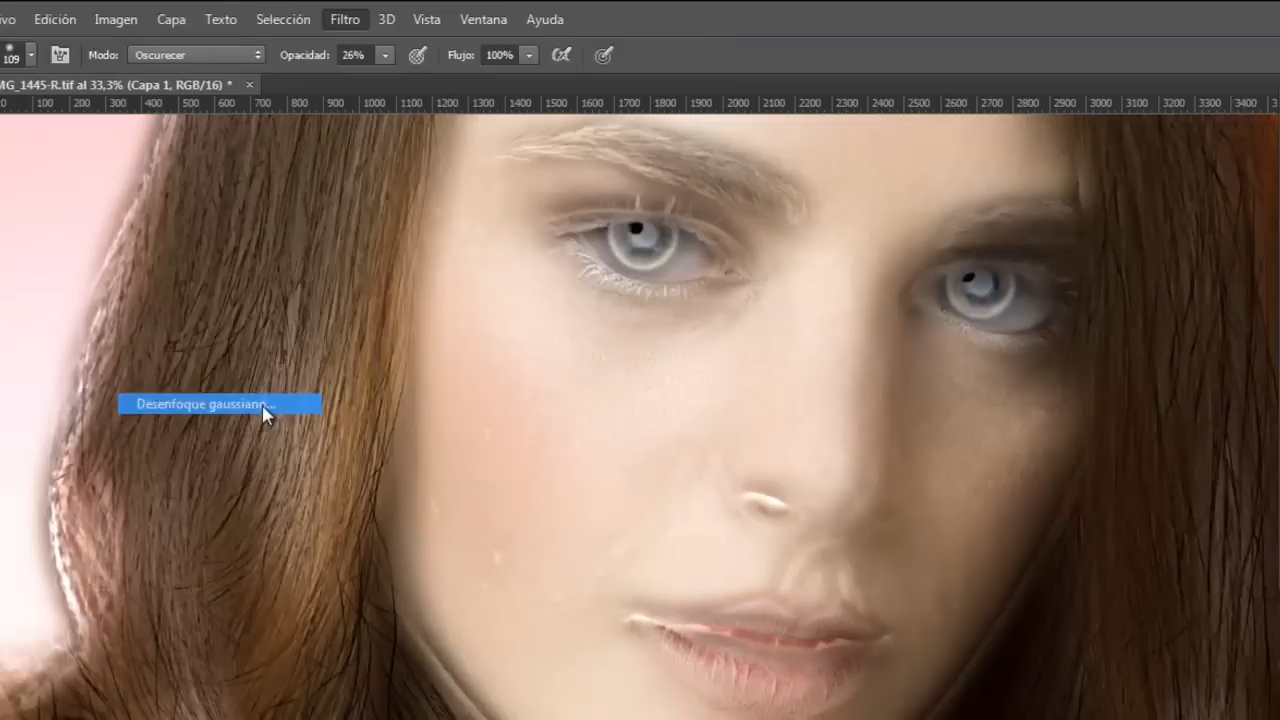 ivo Edición Imagen Capa Texto Selección Filtro 3D Vista Ventana Ayuda
109 Modo: Oscurecer Opacidad: 26% Flujo: 100%
MG_1445-R.tif al 33,3% (Capa 1, RGB/16) * ×
0 100 200 300 400 500 600 700 800 900 1000 1100 1200 1300 1400 1500 1600 1700 1800 1900 2000 2100 2200 2300 2400 2500 2600 2700 2800 2900 3000 3100 3200 3300 3400 3
Desenfoque gaussiano...